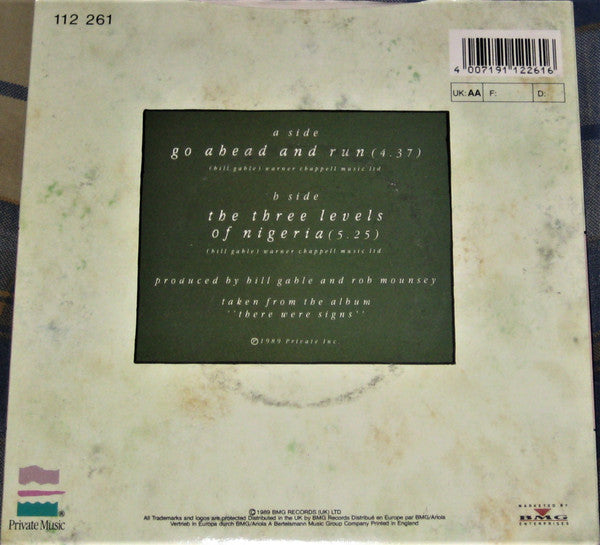 112 261
4 007191 122616
UK: AA F: D:
a side
go ahead and run (4.37)
(bill gable) warner chappell music ltd
b side
the three levels
of nigeria (5.25)
(bill gable) warner chappell music ltd
produced by bill gable and rob mounsey
taken from the album
''there were signs''
©1989 Private Inc.
Private Music
©1989 BMG RECORDS (UK) LTD
All Trademarks and logos are protected Distributed in the UK by BMG Records Distribué en Europe par BMG/Ariola
Vertrieb in Europa durch BMG/Ariola A Bertelsmann Music Group Company Printed in England
MARKETED BY
BMG
ENTERPRISES